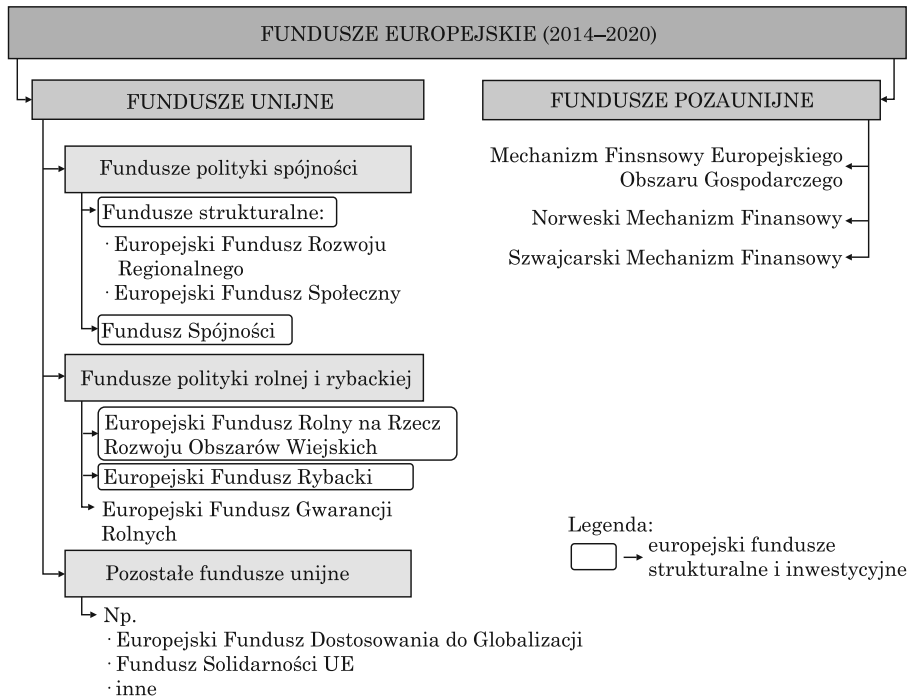 FUNDUSZE EUROPEJSKIE (2014–2020)
FUNDUSZE UNIJNE
Fundusze polityki spójności
Fundusze strukturalne:
· Europejski Fundusz Rozwoju
Regionalnego
· Europejski Fundusz Społeczny
Fundusz Spójności
Fundusze polityki rolnej i rybackiej
Europejski Fundusz Rolny na Rzecz
Rozwoju Obszarów Wiejskich
Europejski Fundusz Rybacki
Europejski Fundusz Gwarancji
Rolnych
Pozostałe fundusze unijne
Np.
· Europejski Fundusz Dostosowania do Globalizacji
· Fundusz Solidarności UE
· inne
FUNDUSZE POZAUNIJNE
Mechanizm Finsnsowy Europejskiego
Obszaru Gospodarczego
Norweski Mechanizm Finansowy
Szwajcarski Mechanizm Finansowy
Legenda:
europejski fundusze
strukturalne i inwestycyjne